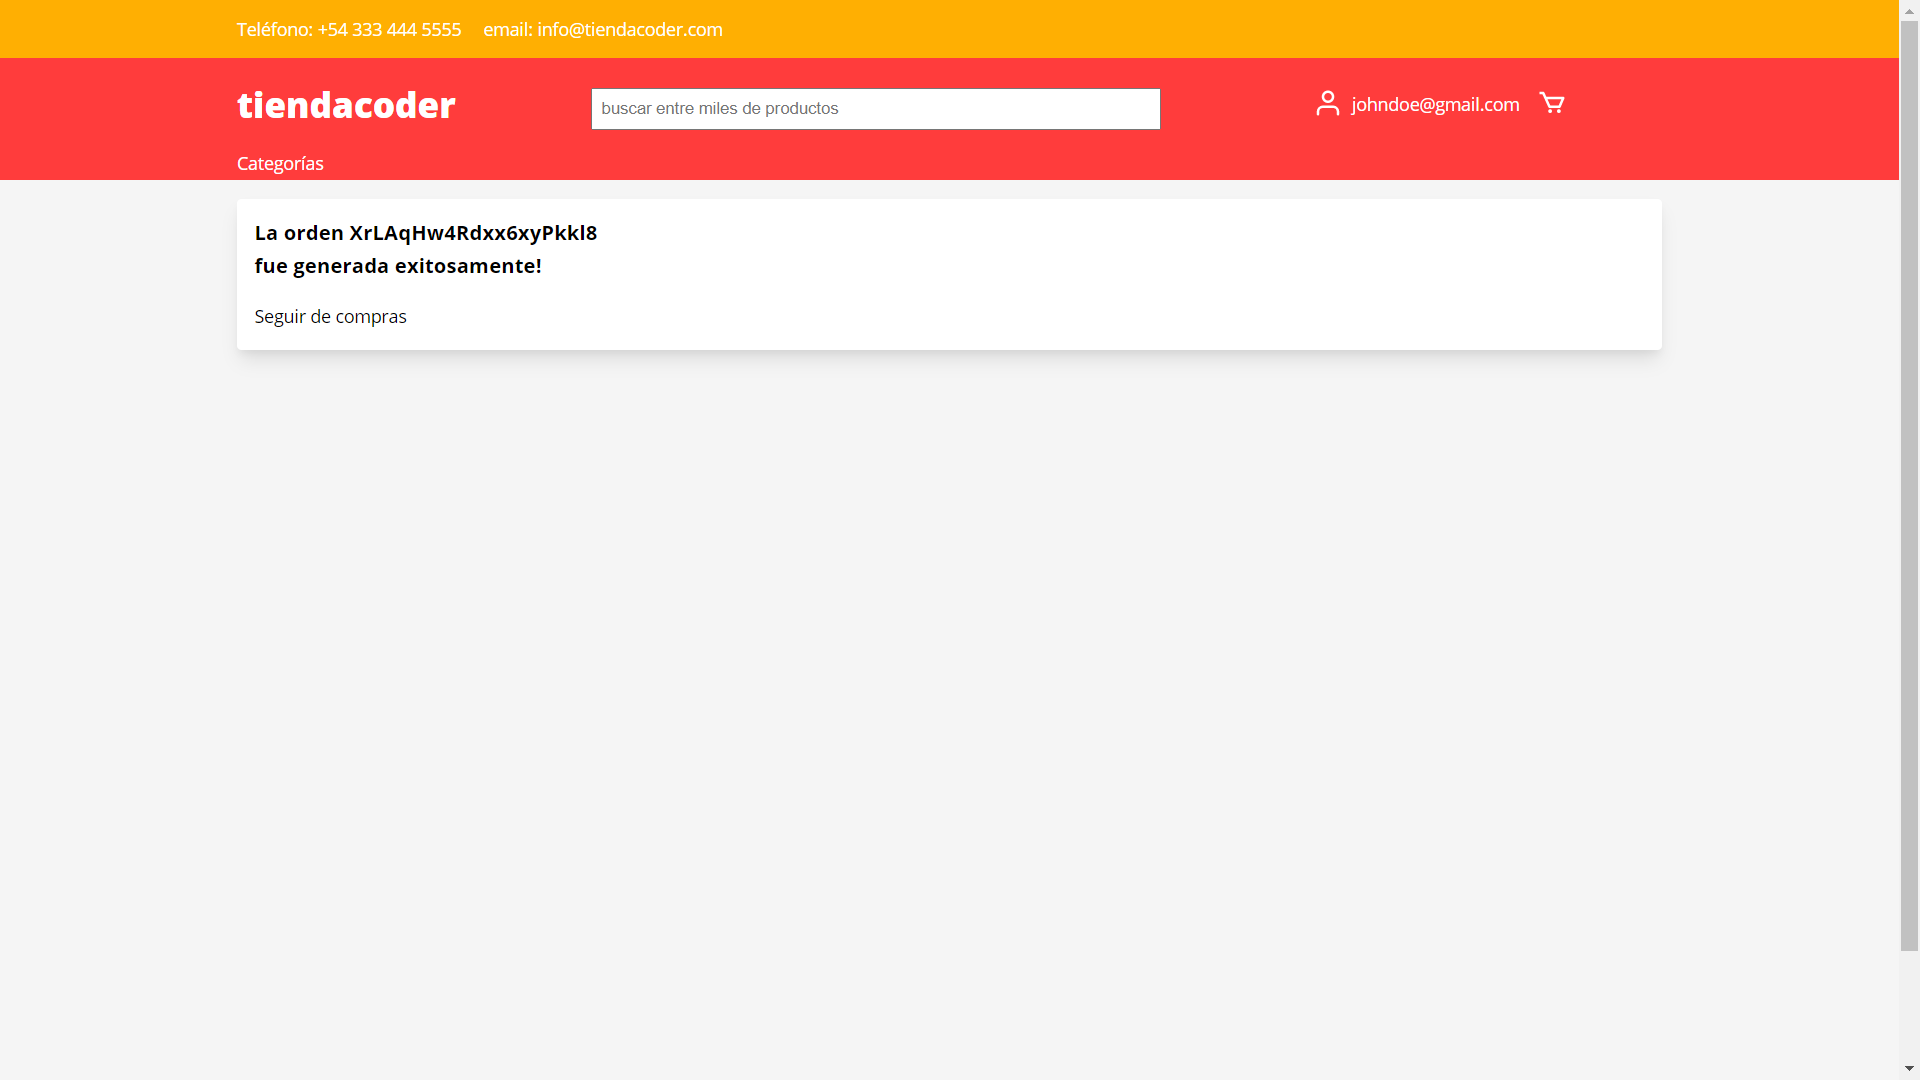 Teléfono: +54 333 444 5555 email: info@tiendacoder.com
tiendacoder
buscar entre miles de productos
johndoe@gmail.com
Categorías
La orden XrLAqHw4Rdxx6xyPkkl8
fue generada exitosamente!
Seguir de compras